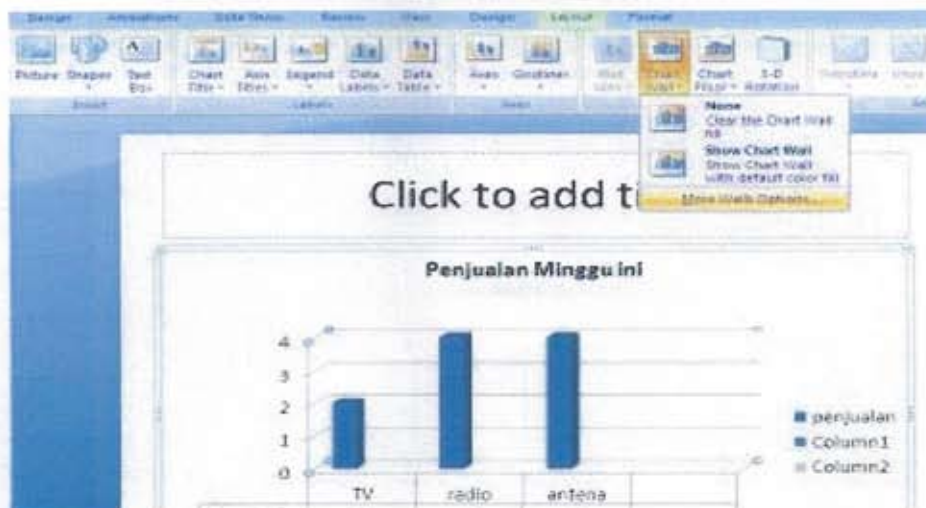 Design Animations Slide Show Review View Design Layout Format
Picture Shapes Text Box Chart Title Axis Titles Legend Data Labels Data Table Axes Gridlines Chart Wall Chart Floor 3-D Rotation
Insert Labels Axes
None
Clear the Chart Wall fill
Show Chart Wall
Show Chart Wall
with default color fill
More Walls Options...
Click to add t
Penjualan Minggu ini
4
3
2
1
0
TV radio antena
penjualan
Column1
Column2